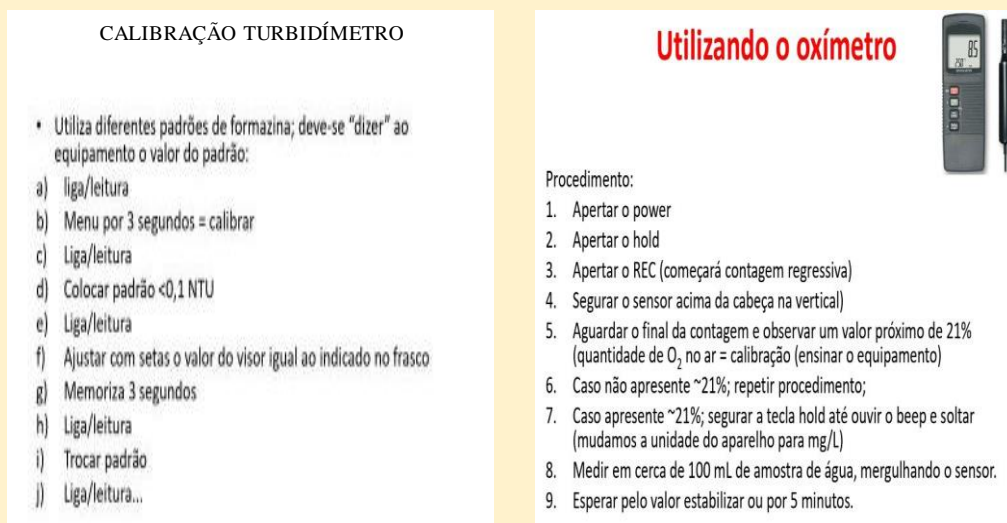 CALIBRAÇÃO TURBIDÍMETRO
• Utiliza diferentes padrões de formazina; deve-se “dizer” ao
equipamento o valor do padrão:
a) liga/leitura
b) Menu por 3 segundos = calibrar
c) Liga/leitura
d) Colocar padrão <0,1 NTU
e) Liga/leitura
f) Ajustar com setas o valor do visor igual ao indicado no frasco
g) Memoriza 3 segundos
h) Liga/leitura
i) Trocar padrão
j) Liga/leitura...
Utilizando o oxímetro
8.5
Procedimento:
1. Apertar o power
2. Apertar o hold
3. Apertar o REC (começará contagem regressiva)
4. Segurar o sensor acima da cabeça na vertical)
5. Aguardar o final da contagem e observar um valor próximo de 21%
(quantidade de O₂ no ar = calibração (ensinar o equipamento)
6. Caso não apresente ~21%; repetir procedimento;
7. Caso apresente ~21%; segurar a tecla hold até ouvir o beep e soltar
(mudamos a unidade do aparelho para mg/L)
8. Medir em cerca de 100 mL de amostra de água, mergulhando o sensor.
9. Esperar pelo valor estabilizar ou por 5 minutos.